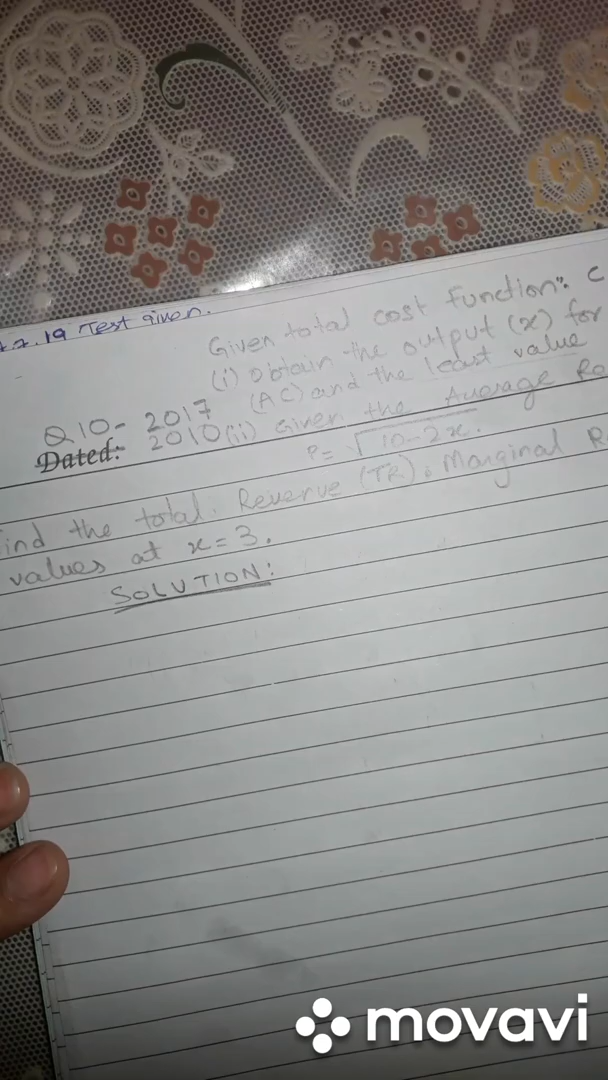 .19 Test given.
Given total cost function: C
(i) Obtain the output (x) for
(AC) and the least value
Q10- 2017
Dated: 2010 (ii) Given the Average Re
P= √10-2x.
ind the total. Revenue (TR), Marginal R
values at x=3.
SOLUTION:
movavi